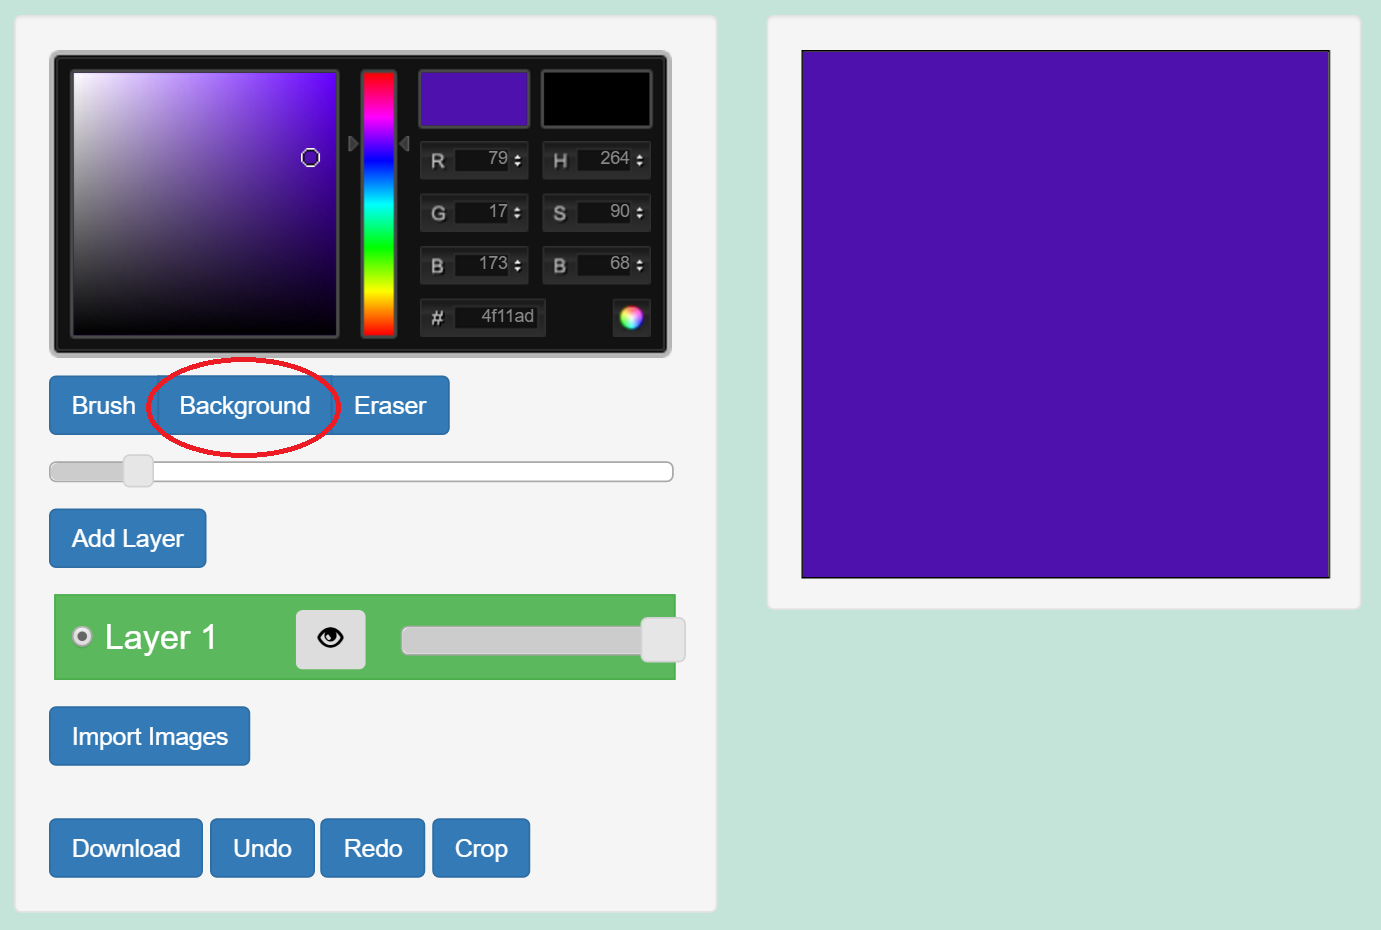 R 79 H 264
G 17 S 90
B 173 B 68
# 4f11ad
Brush Background Eraser
Add Layer
Layer 1
Import Images
Download Undo Redo Crop